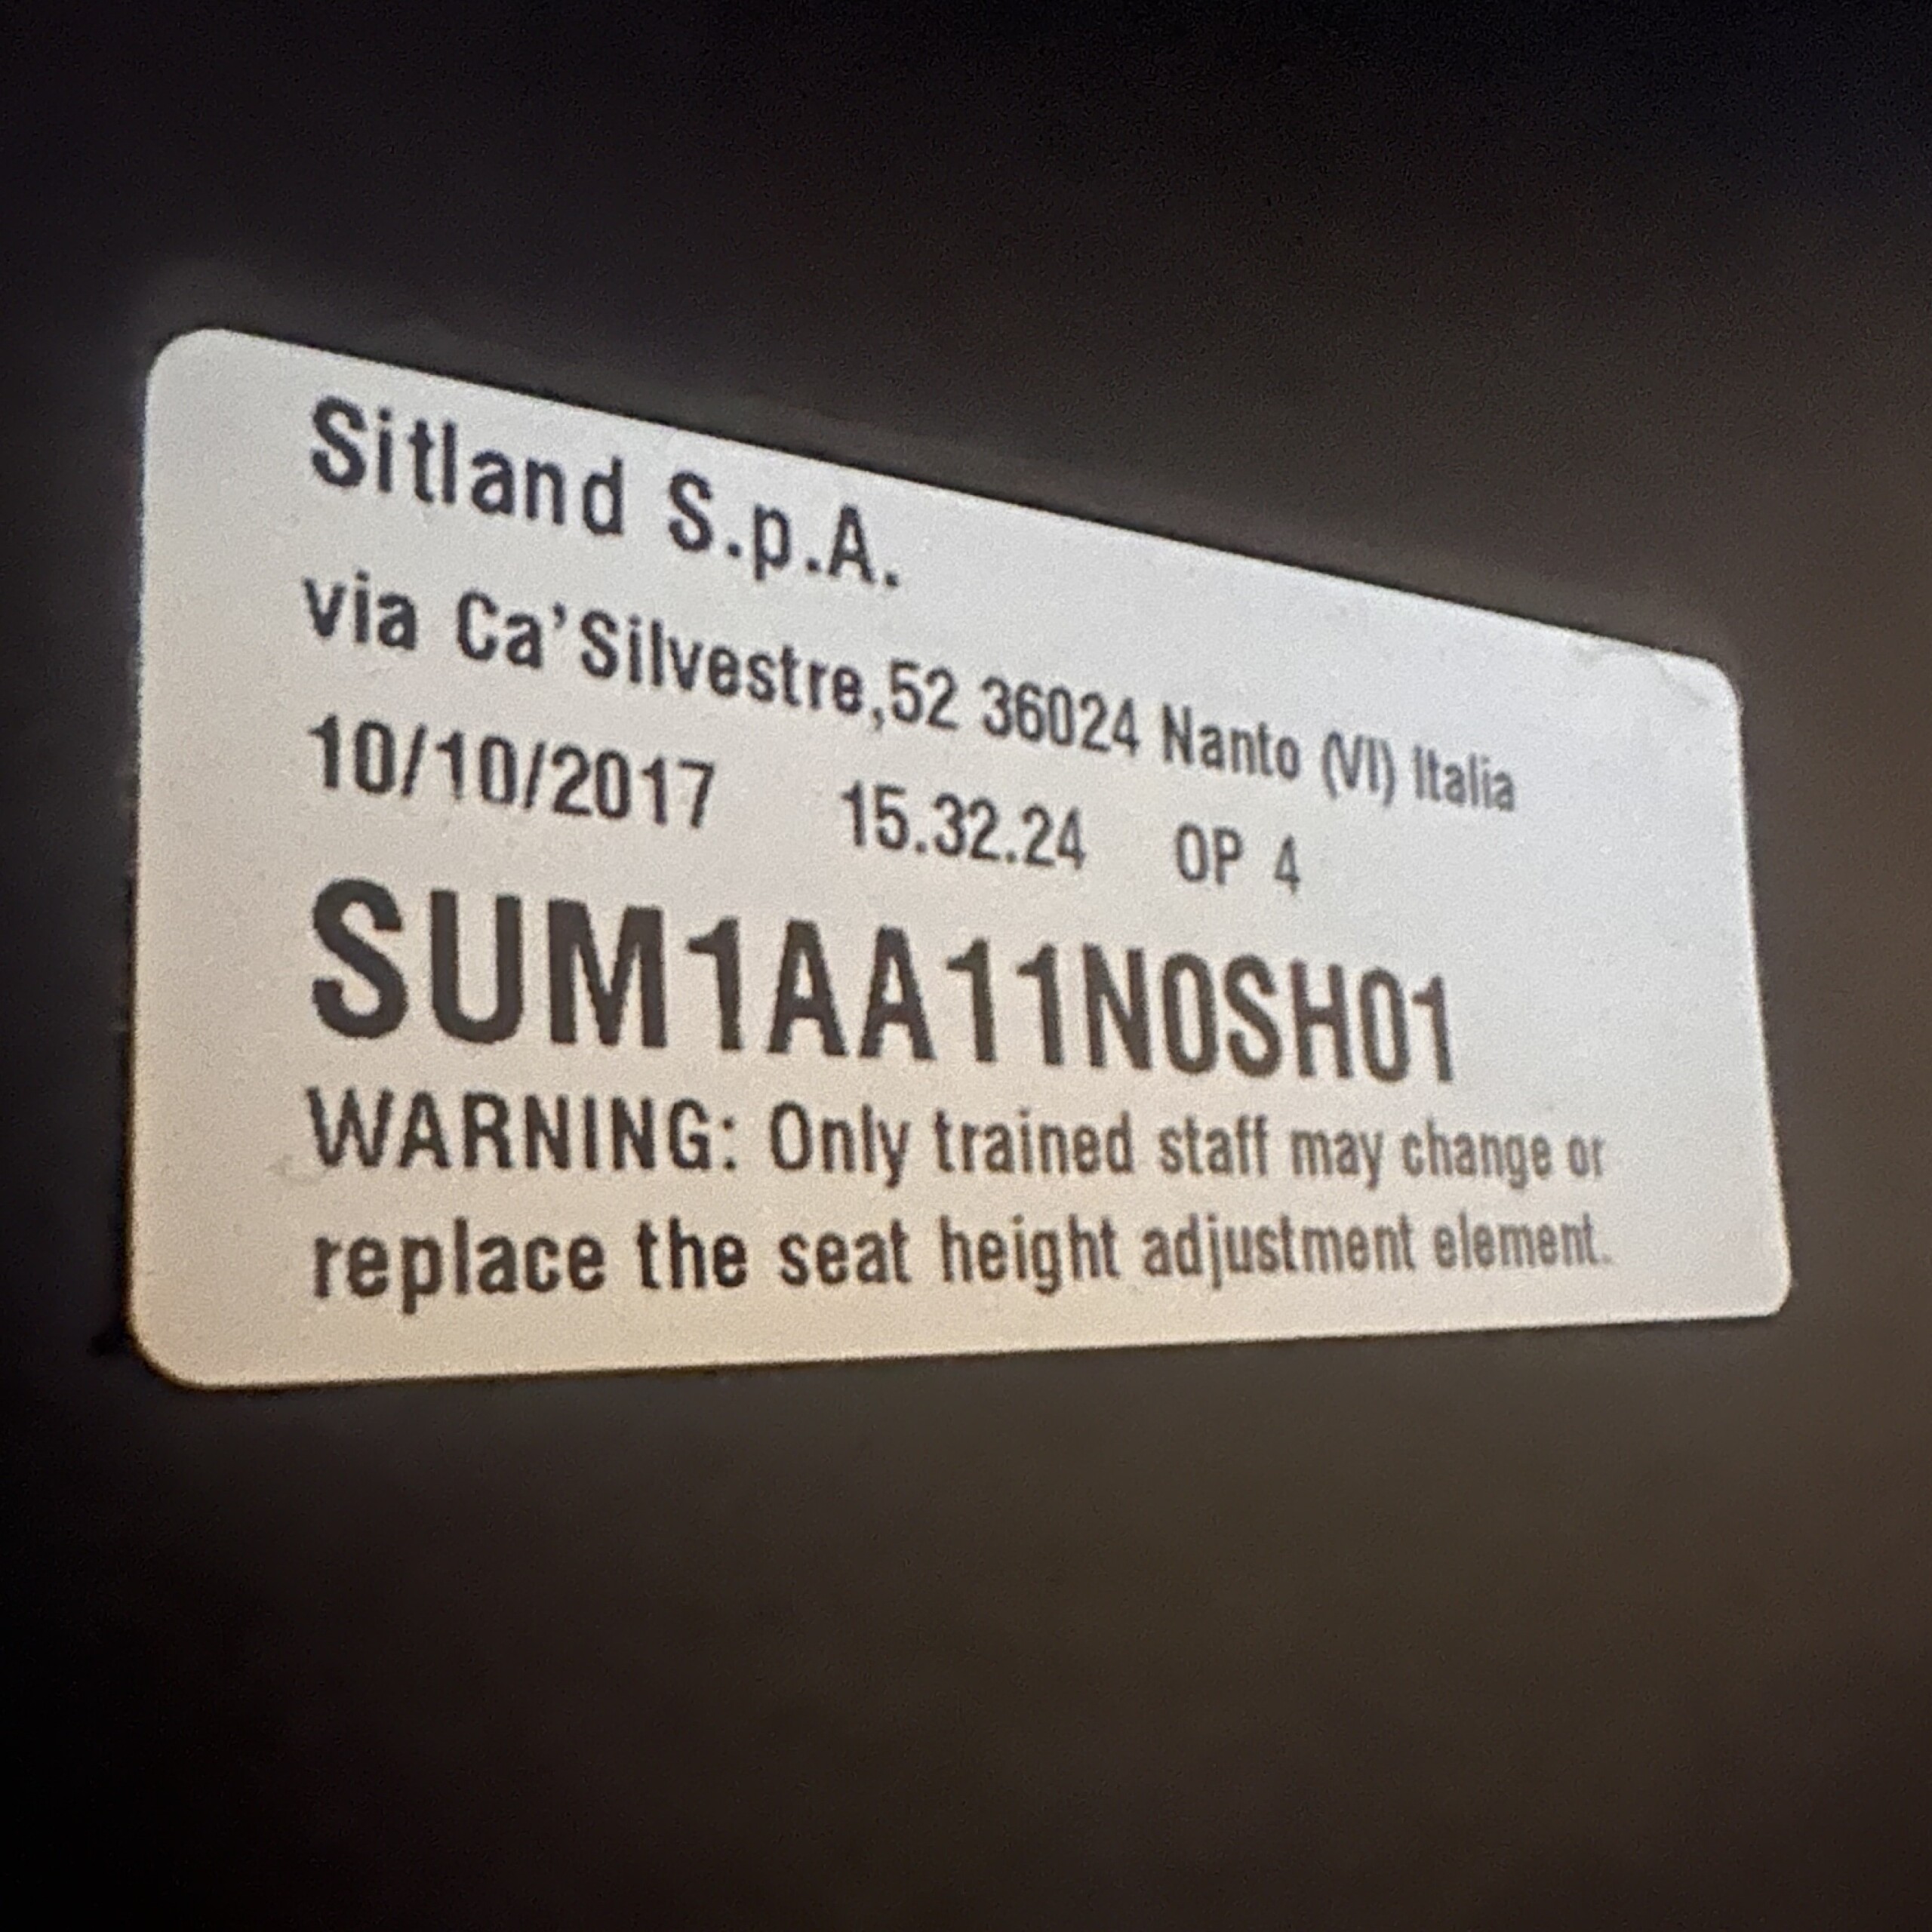 Sitland S.p.A.
via Ca'Silvestre,52 36024 Nanto (VI) Italia
10/10/2017 15.32.24 OP 4
SUM1AA11N0SH01
WARNING: Only trained staff may change or
replace the seat height adjustment element.